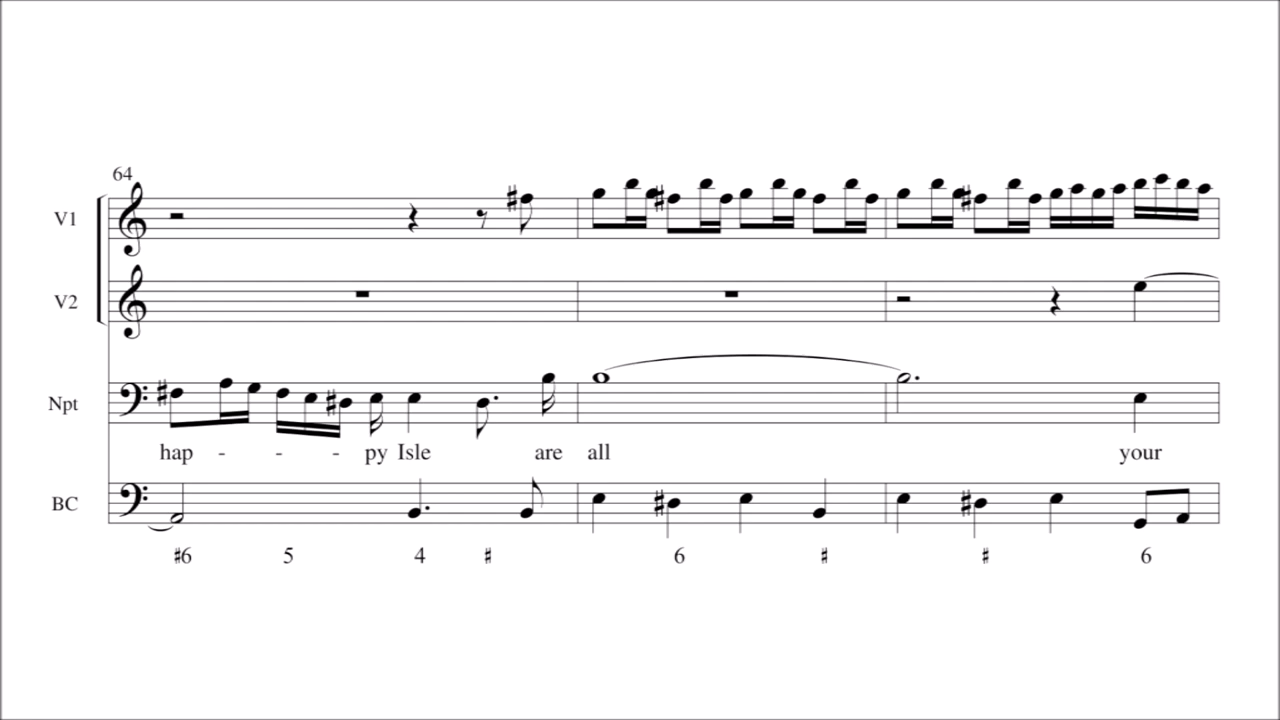 64
V1
V2
Npt
hap - - - py Isle are all your
BC
♯6 5 4 ♯ 6 ♯ ♯ 6